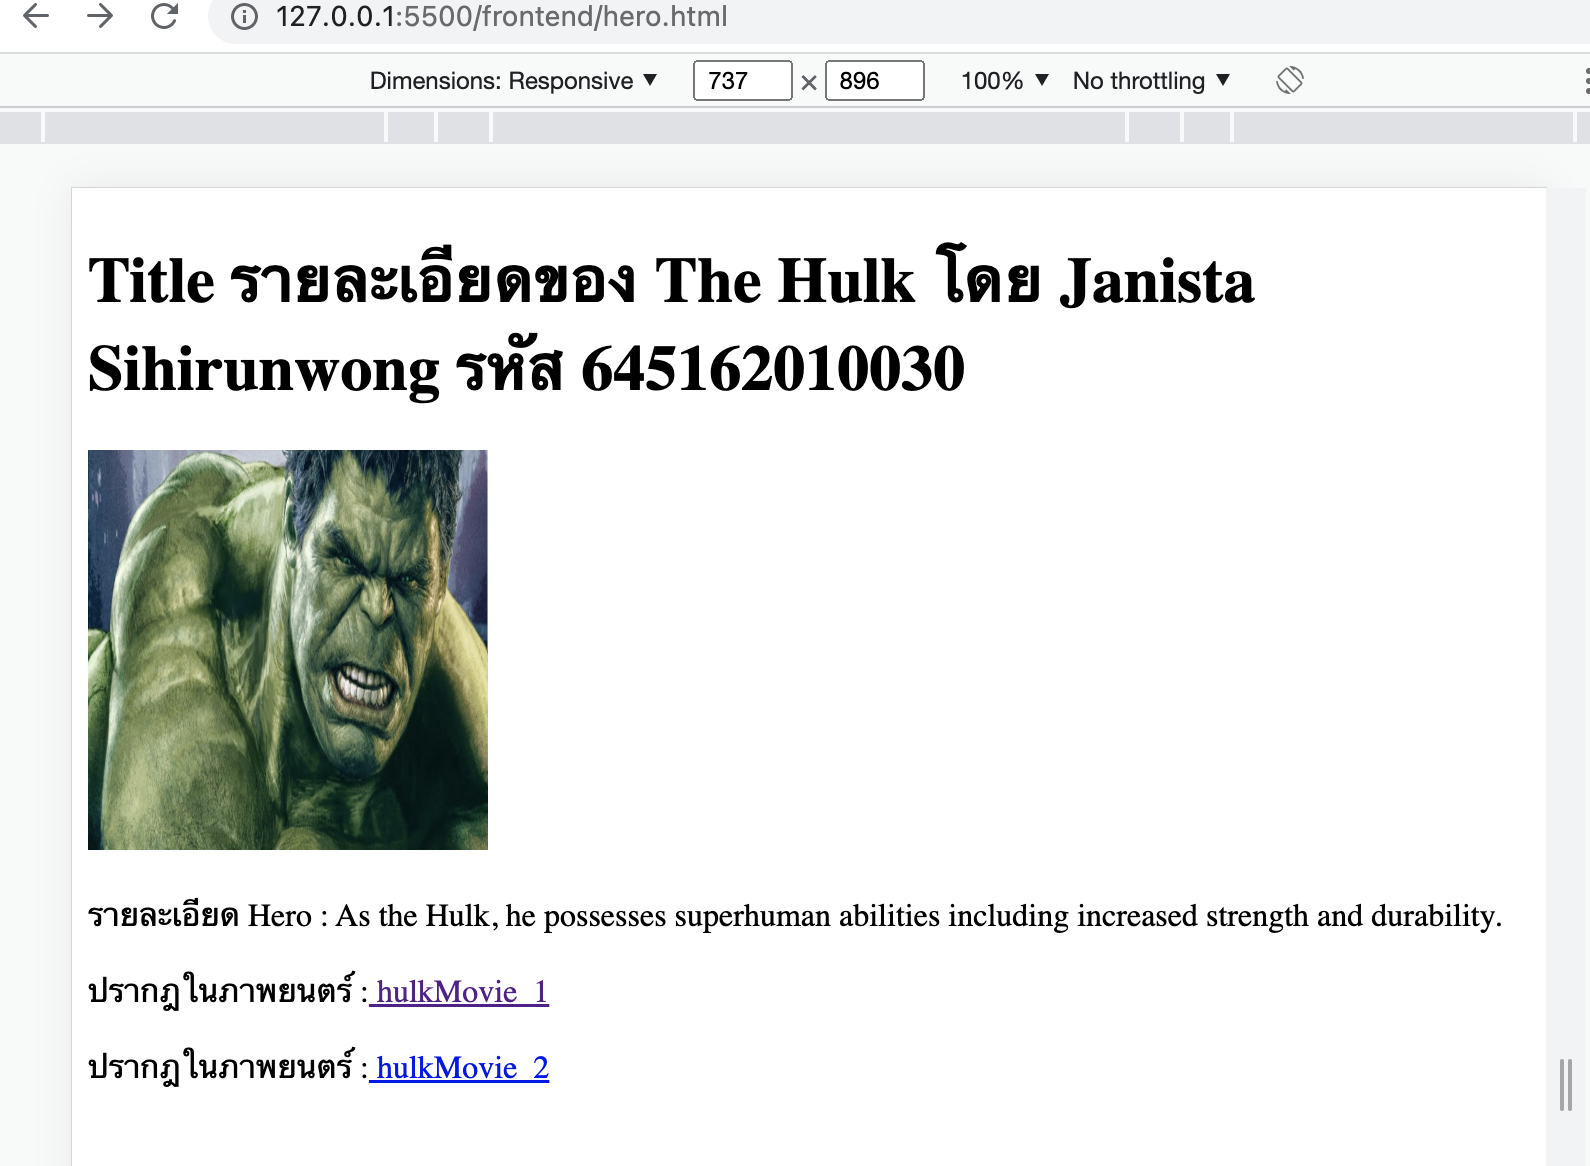 127.0.0.1:5500/frontend/hero.html
Dimensions: Responsive ▼ 737 × 896 100% ▼ No throttling ▼
Title รายละเอียดของ The Hulk โดย Janista
Sihirunwong รหัส 645162010030
รายละเอียด Hero : As the Hulk, he possesses superhuman abilities including increased strength and durability.
ปรากฎในภาพยนตร์ : hulkMovie_1
ปรากฎในภาพยนตร์ : hulkMovie_2